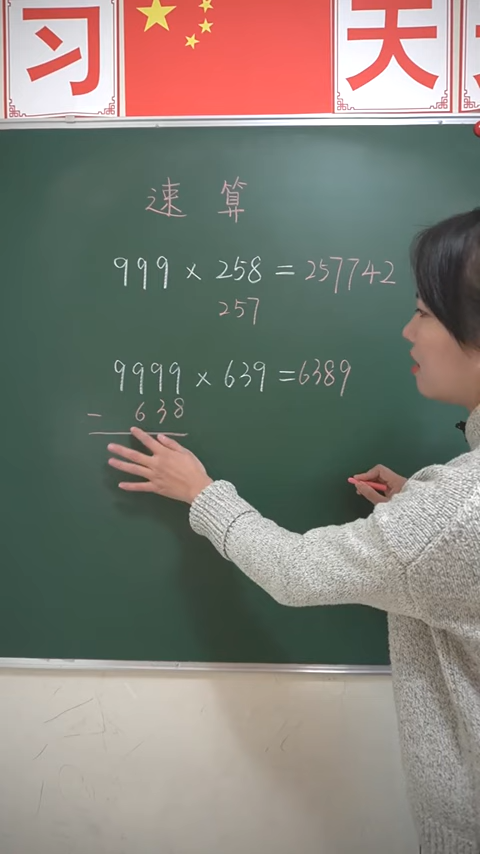 习 天
速算
999 × 258 = 257742
257
9999 × 639 = 6389
- 638